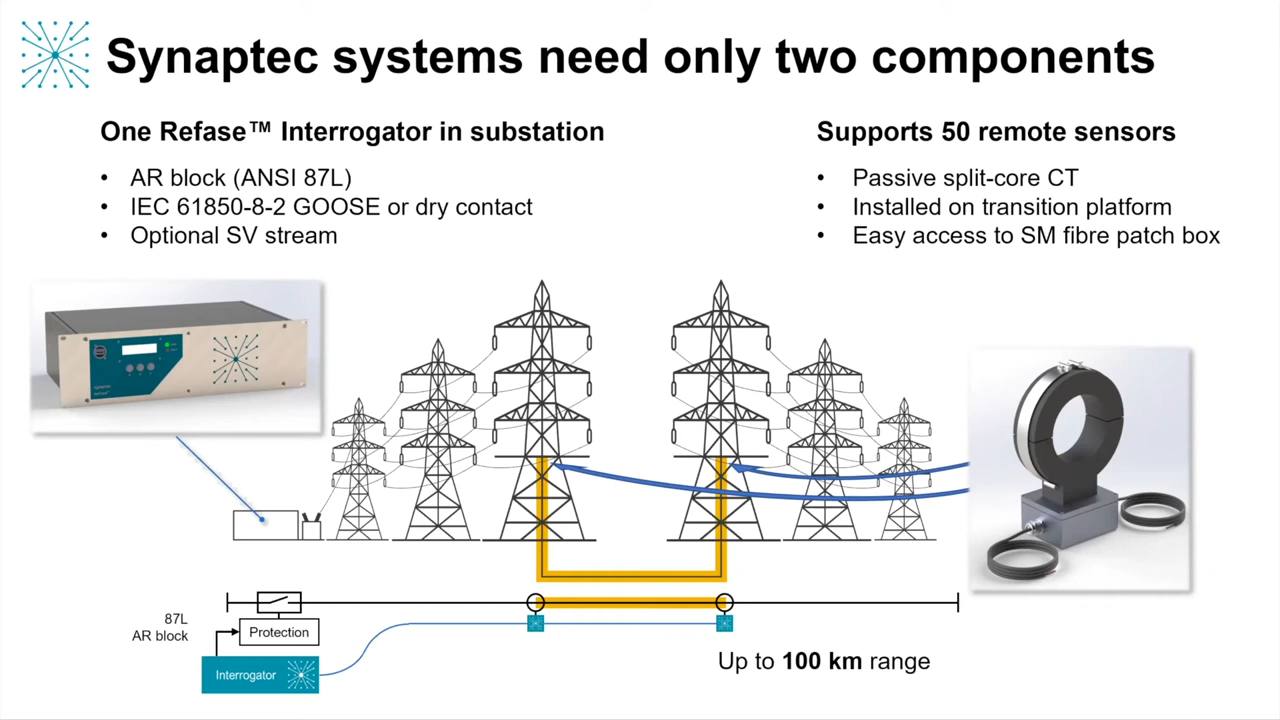 Synaptec systems need only two components
One Refase™ Interrogator in substation
• AR block (ANSI 87L)
• IEC 61850-8-2 GOOSE or dry contact
• Optional SV stream
Supports 50 remote sensors
• Passive split-core CT
• Installed on transition platform
• Easy access to SM fibre patch box
87L
AR block
Protection
Interrogator
Up to 100 km range